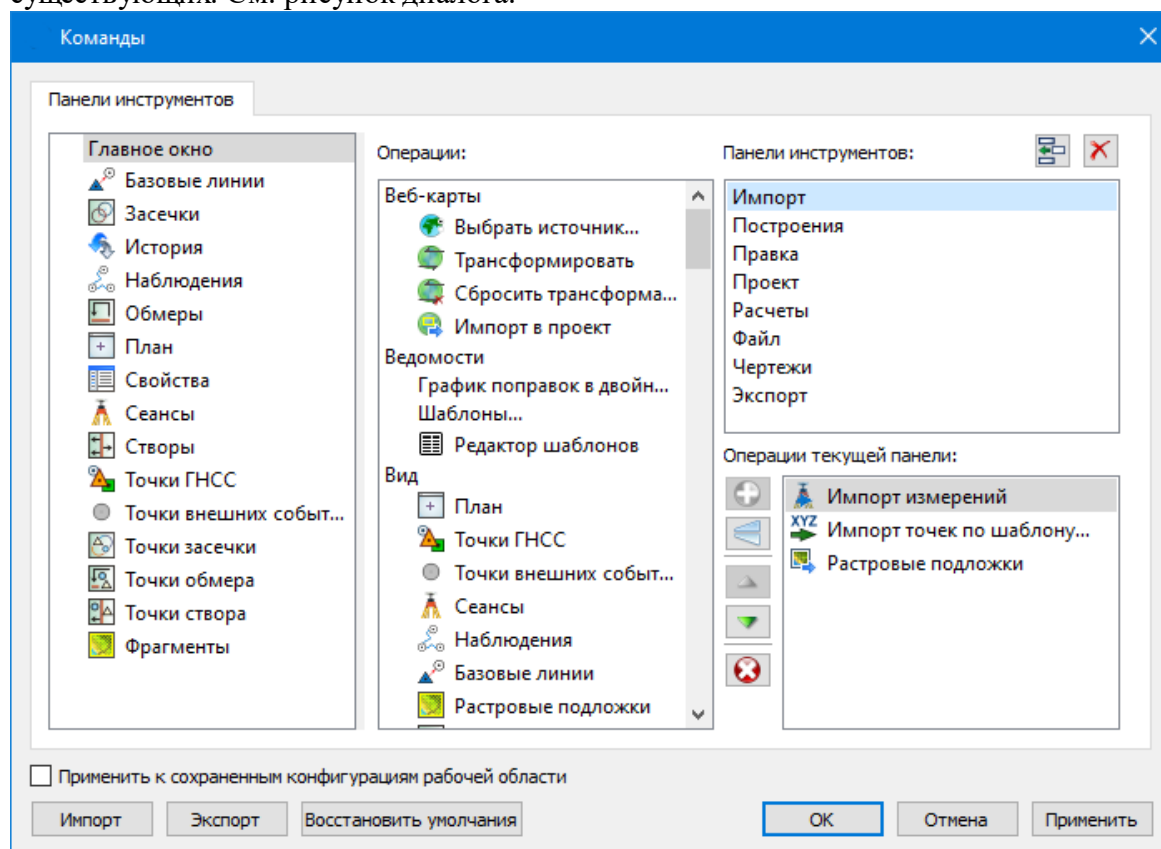 существующих. См. рисунок диалога.
Команды
Панели инструментов
Главное окно
Базовые линии
Засечки
История
Наблюдения
Обмеры
План
Свойства
Сеансы
Створы
Точки ГНСС
Точки внешних событ...
Точки засечки
Точки обмера
Точки створа
Фрагменты
Операции:
Веб-карты
Выбрать источник...
Трансформировать
Сбросить трансформа...
Импорт в проект
Ведомости
График поправок в двойн...
Шаблоны...
Редактор шаблонов
Вид
План
Точки ГНСС
Точки внешних событ...
Сеансы
Наблюдения
Базовые линии
Растровые подложки
Панели инструментов:
Импорт
Построения
Правка
Проект
Расчеты
Файл
Чертежи
Экспорт
Операции текущей панели:
Импорт измерений
XYZ Импорт точек по шаблону...
Растровые подложки
Применить к сохраненным конфигурациям рабочей области
Импорт Экспорт Восстановить умолчания OK Отмена Применить